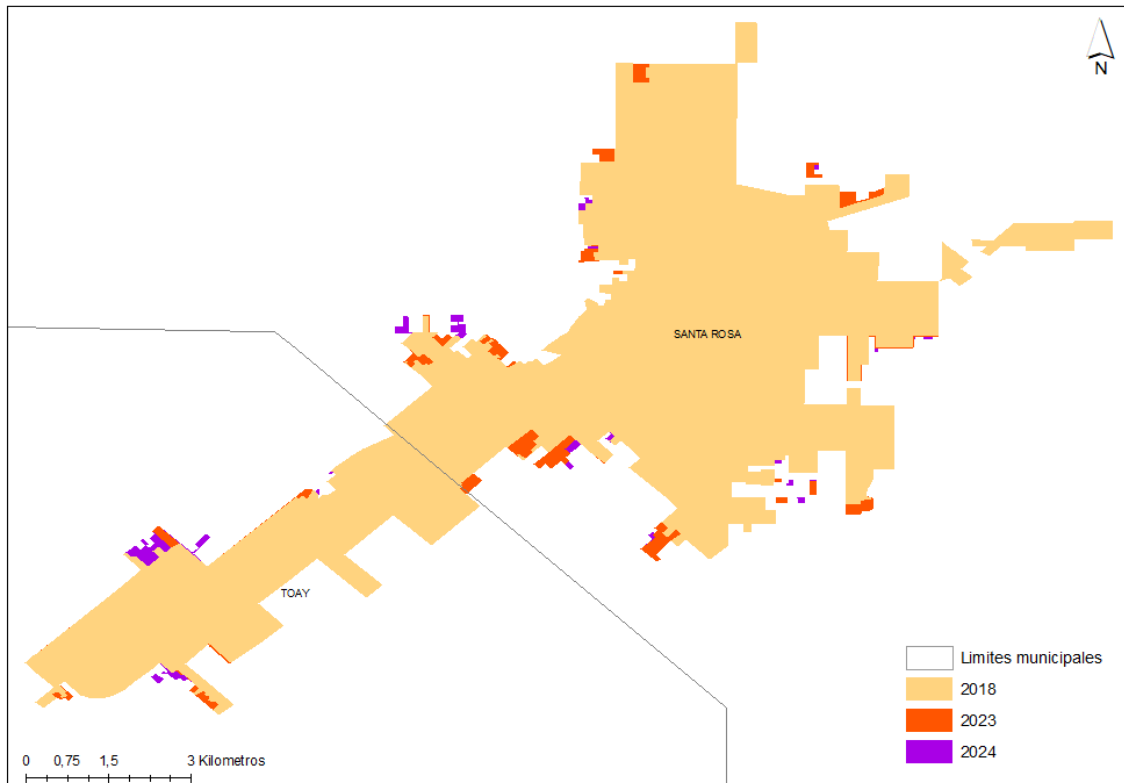 N
SANTA ROSA
TOAY
Limites municipales
2018
2023
2024
0 0,75 1,5 3 Kilometros